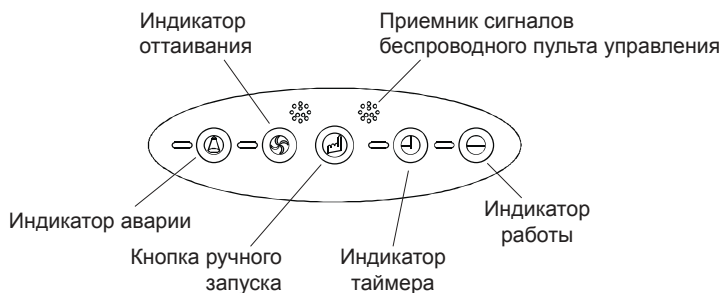 Индикатор
оттаивания
Приемник сигналов
беспроводного пульта управления
Индикатор аварии
Кнопка ручного
запуска
Индикатор
таймера
Индикатор
работы